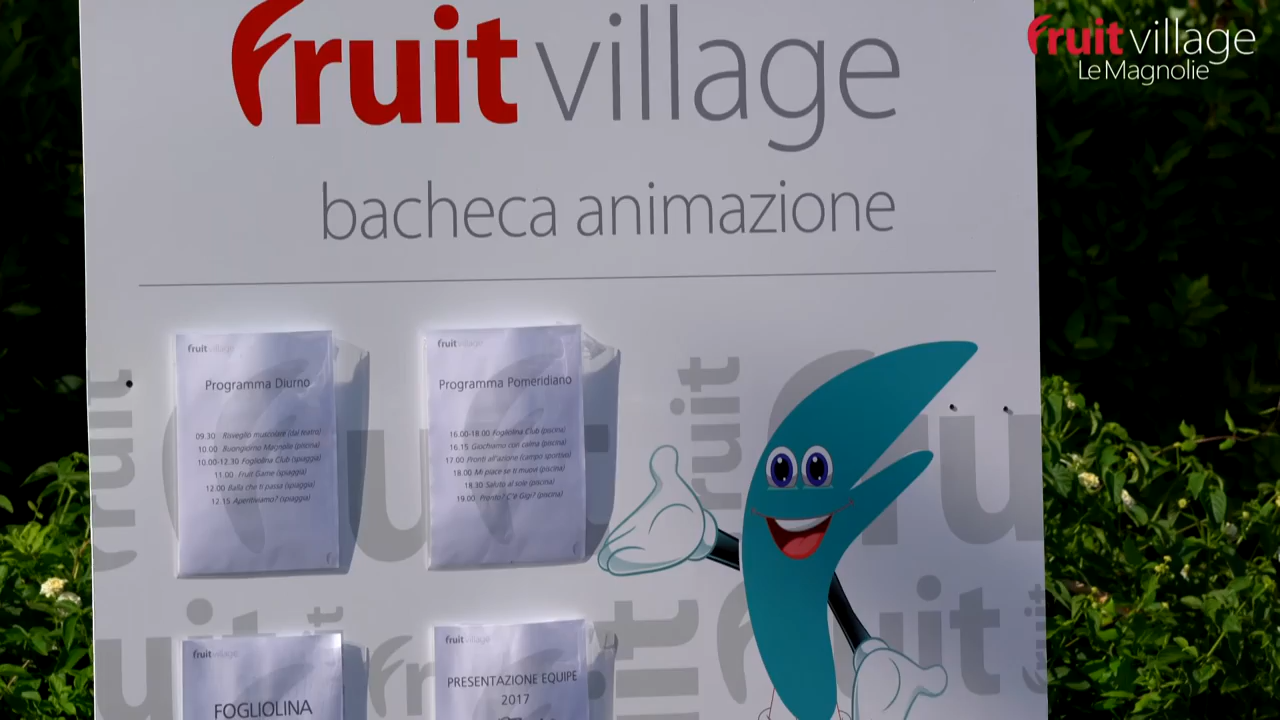 fruit village
Le Magnolie
fruit village
bacheca animazione
fruit village
Programma Diurno
09.30 Risveglio muscolare (dal teatro)
10.00 Buongiorno Magnolie (piscina)
10.00-12.30 Fogliolina Club (spiaggia)
11.00 Fruit Game (spiaggia)
12.00 Balla che ti passa (spiaggia)
12.15 Aperitivamo? (spiaggia)
fruit village
Programma Pomeridiano
16.00-18.00 Fogliolina Club (piscina)
16.15 Giochiamo con calma (piscina)
17.00 Pronti all'azione (campo sportivo)
18.00 Mi piace se ti muovi (piscina)
18.30 Saluto al sole (piscina)
19.00 Pronto? C'è Gigi? (piscina)
fruit village
FOGLIOLINA
fruit village
PRESENTAZIONE EQUIPE
2017
fruit
fruit
fruit
fruit